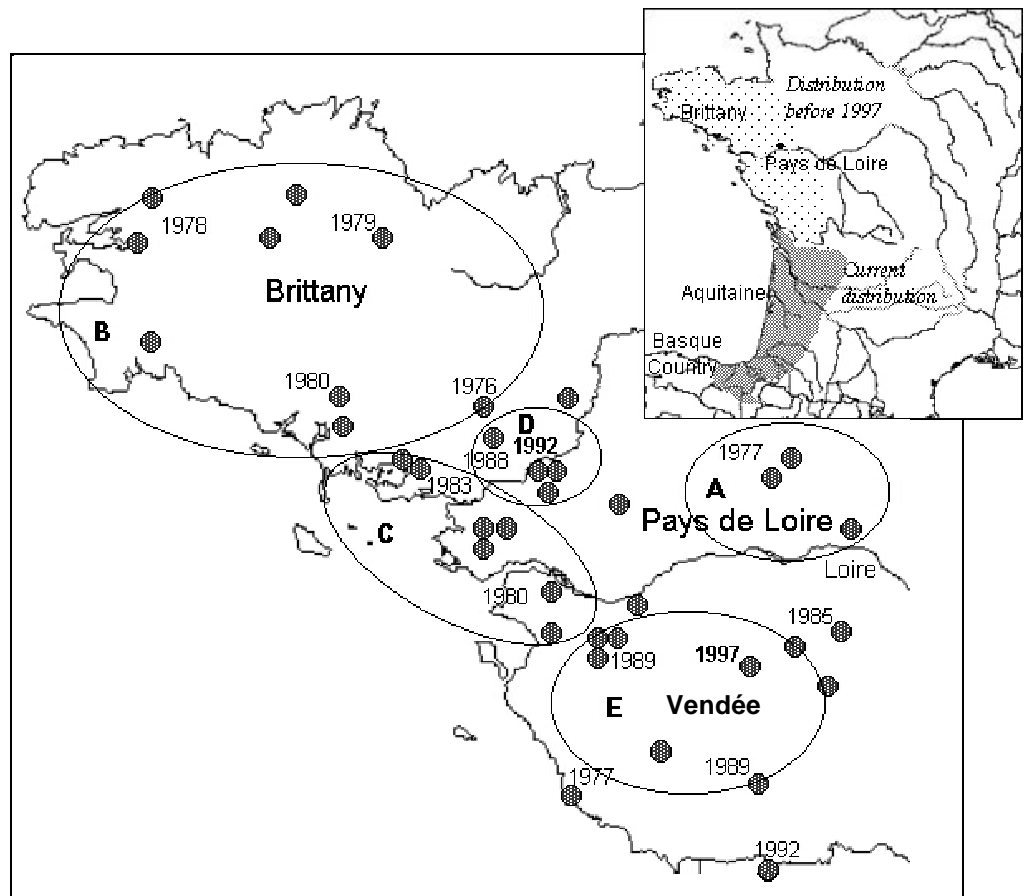 Distribution
before 1997
Brittany
Pays de Loire
Current
distribution
Aquitaine
Basque
Country
1978
1979
Brittany
B
1980
1976
D
1992
1988
1983
1977
A
Pays de Loire
C
Loire
1980
1985
1989
1997
E
Vendée
1989
1977
1992